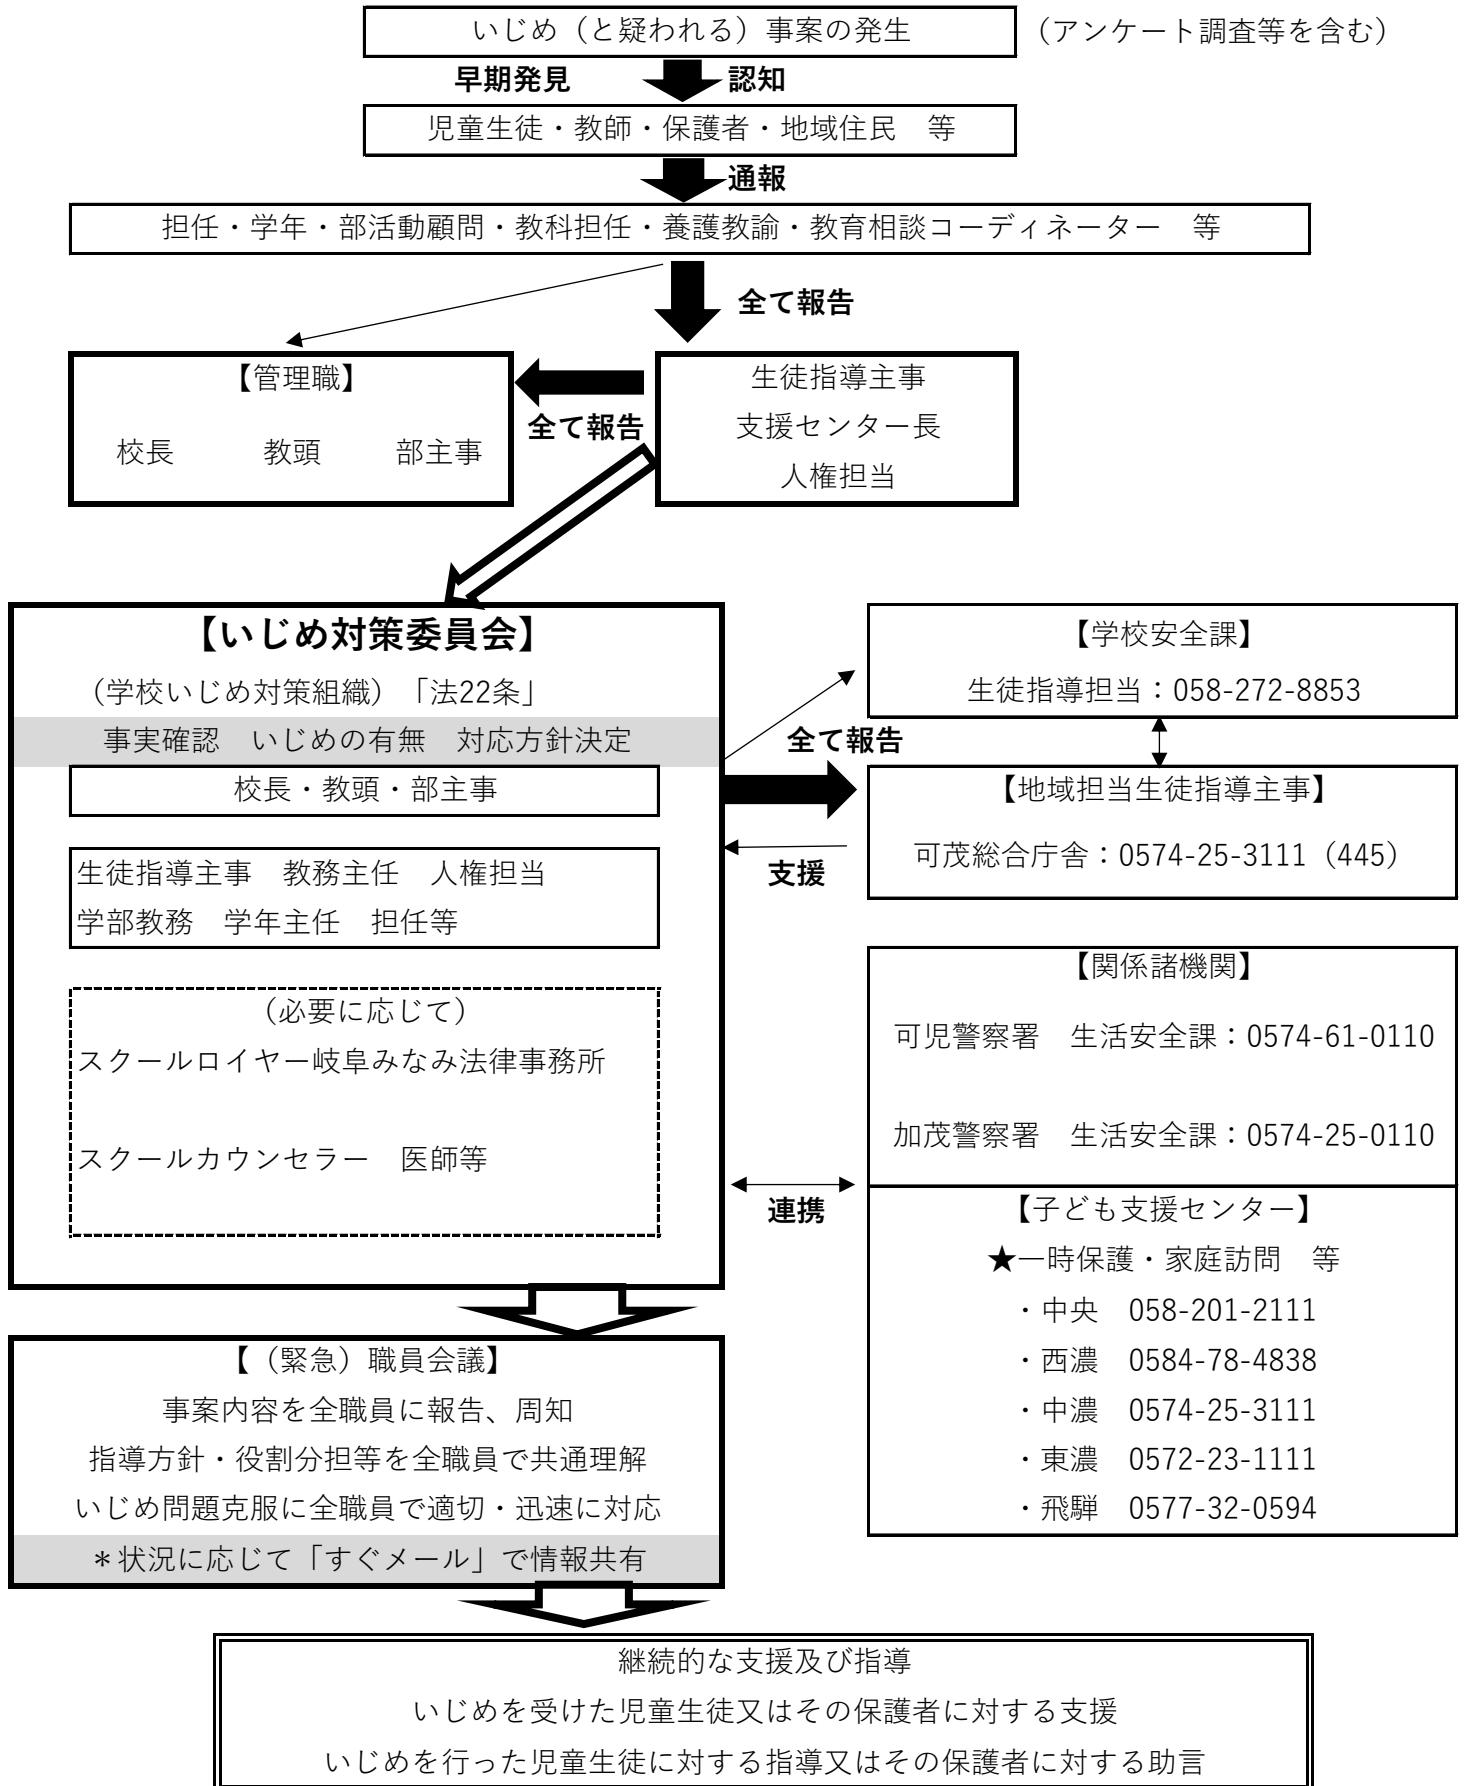 いじめ（と疑われる）事案の発生　（アンケート調査等を含む）
早期発見　認知
児童生徒・教師・保護者・地域住民　等
通報
担任・学年・部活動顧問・教科担任・養護教諭・教育相談コーディネーター　等
全て報告
【管理職】
校長　教頭　部主事
全て報告
生徒指導主事
支援センター長
人権担当
【いじめ対策委員会】
（学校いじめ対策組織）「法22条」
事実確認　いじめの有無　対応方針決定
校長・教頭・部主事
生徒指導主事　教務主任　人権担当
学部教務　学年主任　担任等
（必要に応じて）
スクールロイヤー岐阜みなみ法律事務所
スクールカウンセラー　医師等
【学校安全課】
生徒指導担当：058-272-8853
全て報告
【地域担当生徒指導主事】
可茂総合庁舎：0574-25-3111（445）
支援
【関係諸機関】
可児警察署　生活安全課：0574-61-0110
加茂警察署　生活安全課：0574-25-0110
連携
【子ども支援センター】
★一時保護・家庭訪問　等
・中央　058-201-2111
・西濃　0584-78-4838
・中濃　0574-25-3111
・東濃　0572-23-1111
・飛騨　0577-32-0594
【（緊急）職員会議】
事案内容を全職員に報告、周知
指導方針・役割分担等を全職員で共通理解
いじめ問題克服に全職員で適切・迅速に対応
＊状況に応じて「すぐメール」で情報共有
継続的な支援及び指導
いじめを受けた児童生徒又はその保護者に対する支援
いじめを行った児童生徒に対する指導又はその保護者に対する助言